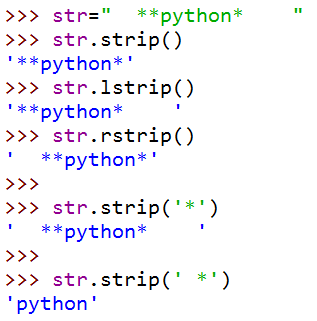 >>> str="  **python*    "
>>> str.strip()
'**python*'
>>> str.lstrip()
'**python*    '
>>> str.rstrip()
'  **python*'
>>>
>>> str.strip('*')
'  **python*    '
>>>
>>> str.strip(' *')
'python'